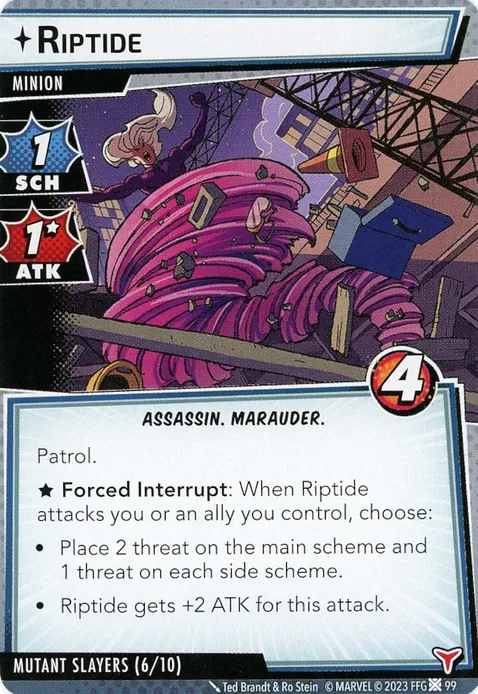 RIPTIDE
MINION
1
SCH
1★
ATK
4
ASSASSIN. MARAUDER.
Patrol.
★ Forced Interrupt: When Riptide
attacks you or an ally you control, choose:
• Place 2 threat on the main scheme and
1 threat on each side scheme.
• Riptide gets +2 ATK for this attack.
MUTANT SLAYERS (6/10)
Ted Brandt & Ro Stein © MARVEL © 2023 FFG 99